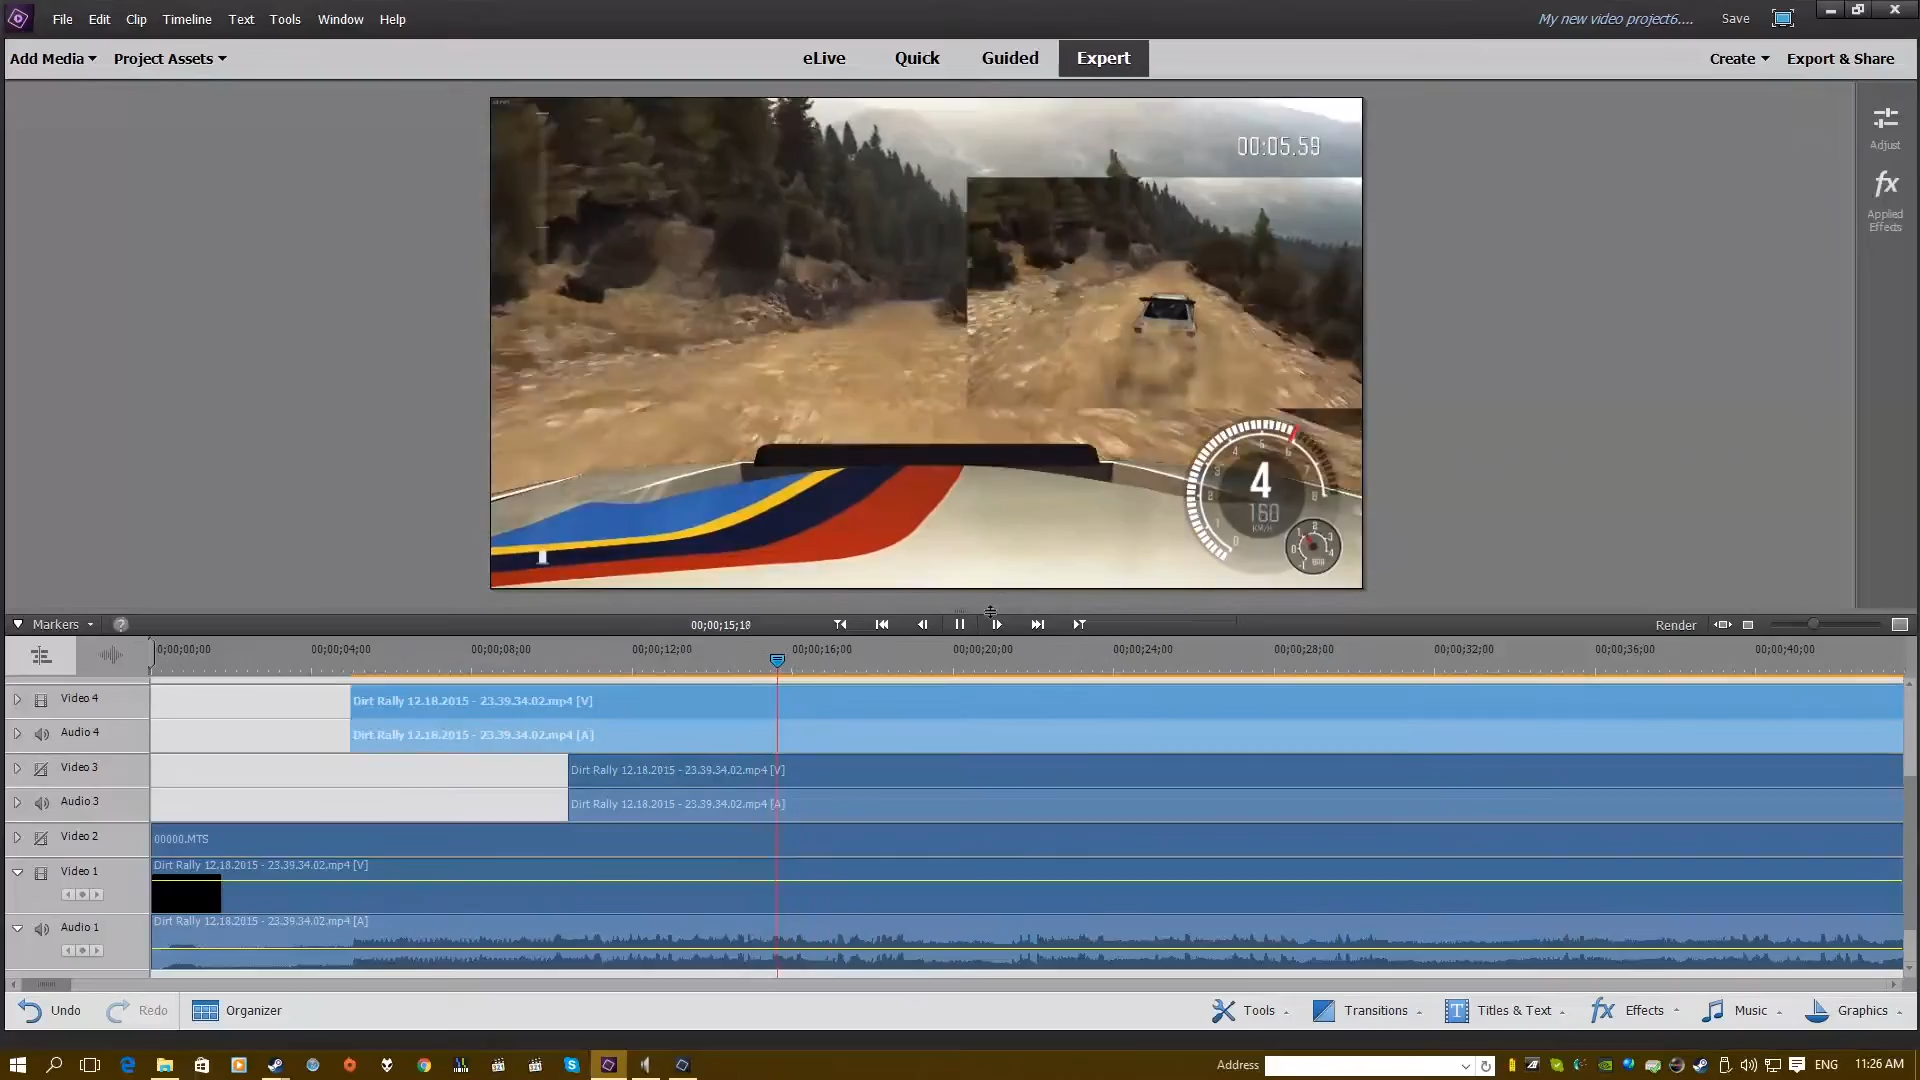 File Edit Clip Timeline Text Tools Window Help
My new video project6.... Save
Add Media Project Assets
eLive Quick Guided Expert
Create Export & Share
Adjust
fx
Applied
Effects
00:05.59
4
160
KM/H
Markers ? 00;00;15;18 Render
0;00;00;00 00;00;04;00 00;00;08;00 00;00;12;00 00;00;16;00 00;00;20;00 00;00;24;00 00;00;28;00 00;00;32;00 00;00;36;00 00;00;40;00
Video 4 Dirt Rally 12.18.2015 - 23.39.34.02.mp4 [V]
Audio 4 Dirt Rally 12.18.2015 - 23.39.34.02.mp4 [A]
Video 3 Dirt Rally 12.18.2015 - 23.39.34.02.mp4 [V]
Audio 3 Dirt Rally 12.18.2015 - 23.39.34.02.mp4 [A]
Video 2 00000.MTS
Video 1 Dirt Rally 12.18.2015 - 23.39.34.02.mp4 [V]
Audio 1 Dirt Rally 12.18.2015 - 23.39.34.02.mp4 [A]
Undo Redo Organizer Tools Transitions Titles & Text fx Effects Music Graphics
Address ENG 11:26 AM